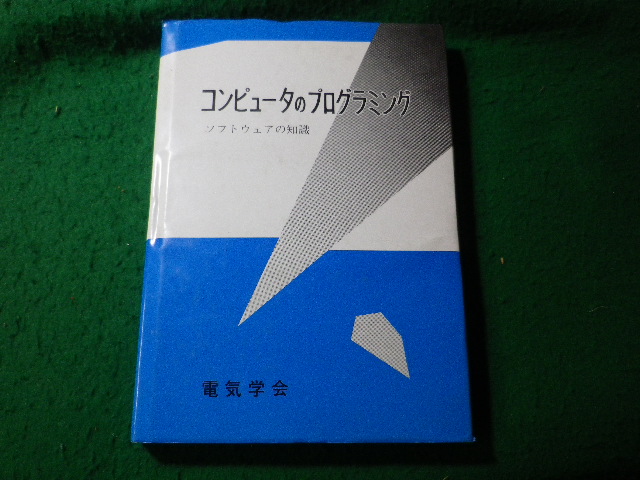 コンピュータのプログラミング
ソフトウェアの知識
電気学会